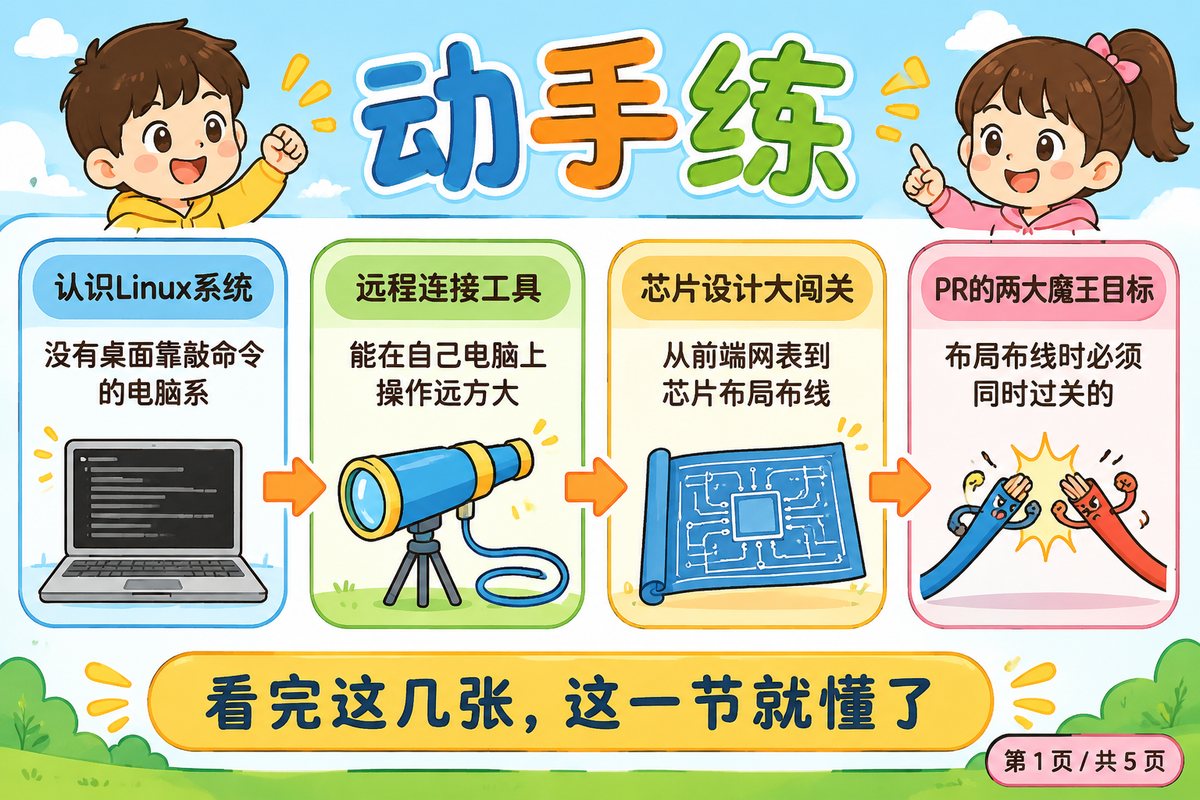 动手练
认识Linux系统
没有桌面靠敲命令
的电脑系
远程连接工具
能在自己电脑上
操作远方大
芯片设计大闯关
从前端网表到
芯片布局布线
PR的两大魔王目标
布局布线时必须
同时过关的
看完这几张,这一节就懂了
第1页/共5页